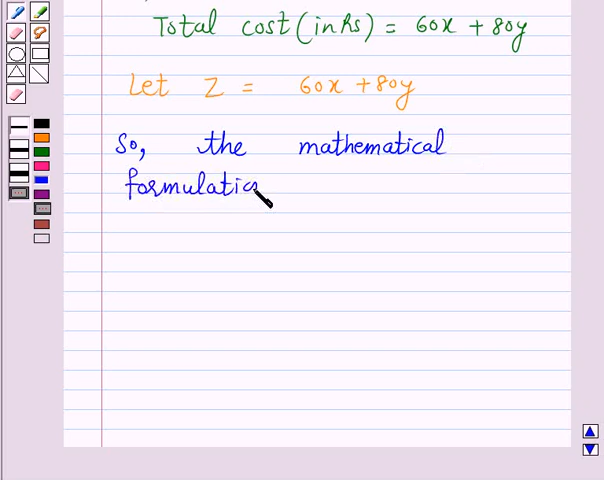 Total cost (in Rs) = 60x + 80y
Let Z = 60x + 80y
So, the mathematical
formulatio